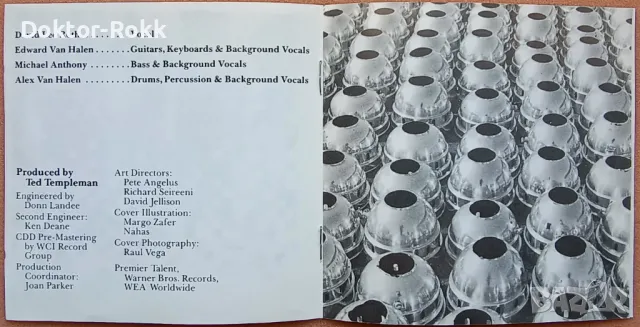 Doktor-Rokk
Edward Van Halen.......Guitars, Keyboards & Background Vocals
Michael Anthony........Bass & Background Vocals
Alex Van Halen.........Drums, Percussion & Background Vocals
Produced by
Ted Templeman
Engineered by
Donn Landee
Second Engineer:
Ken Deane
CDD Pre-Mastering
by WCI Record
Group
Production
Coordinator:
Joan Parker
Art Directors:
Pete Angelus
Richard Seireeni
David Jellison
Cover Illustration:
Margo Zafer
Nahas
Cover Photography:
Raul Vega
Premier Talent,
Warner Bros. Records,
WEA Worldwide